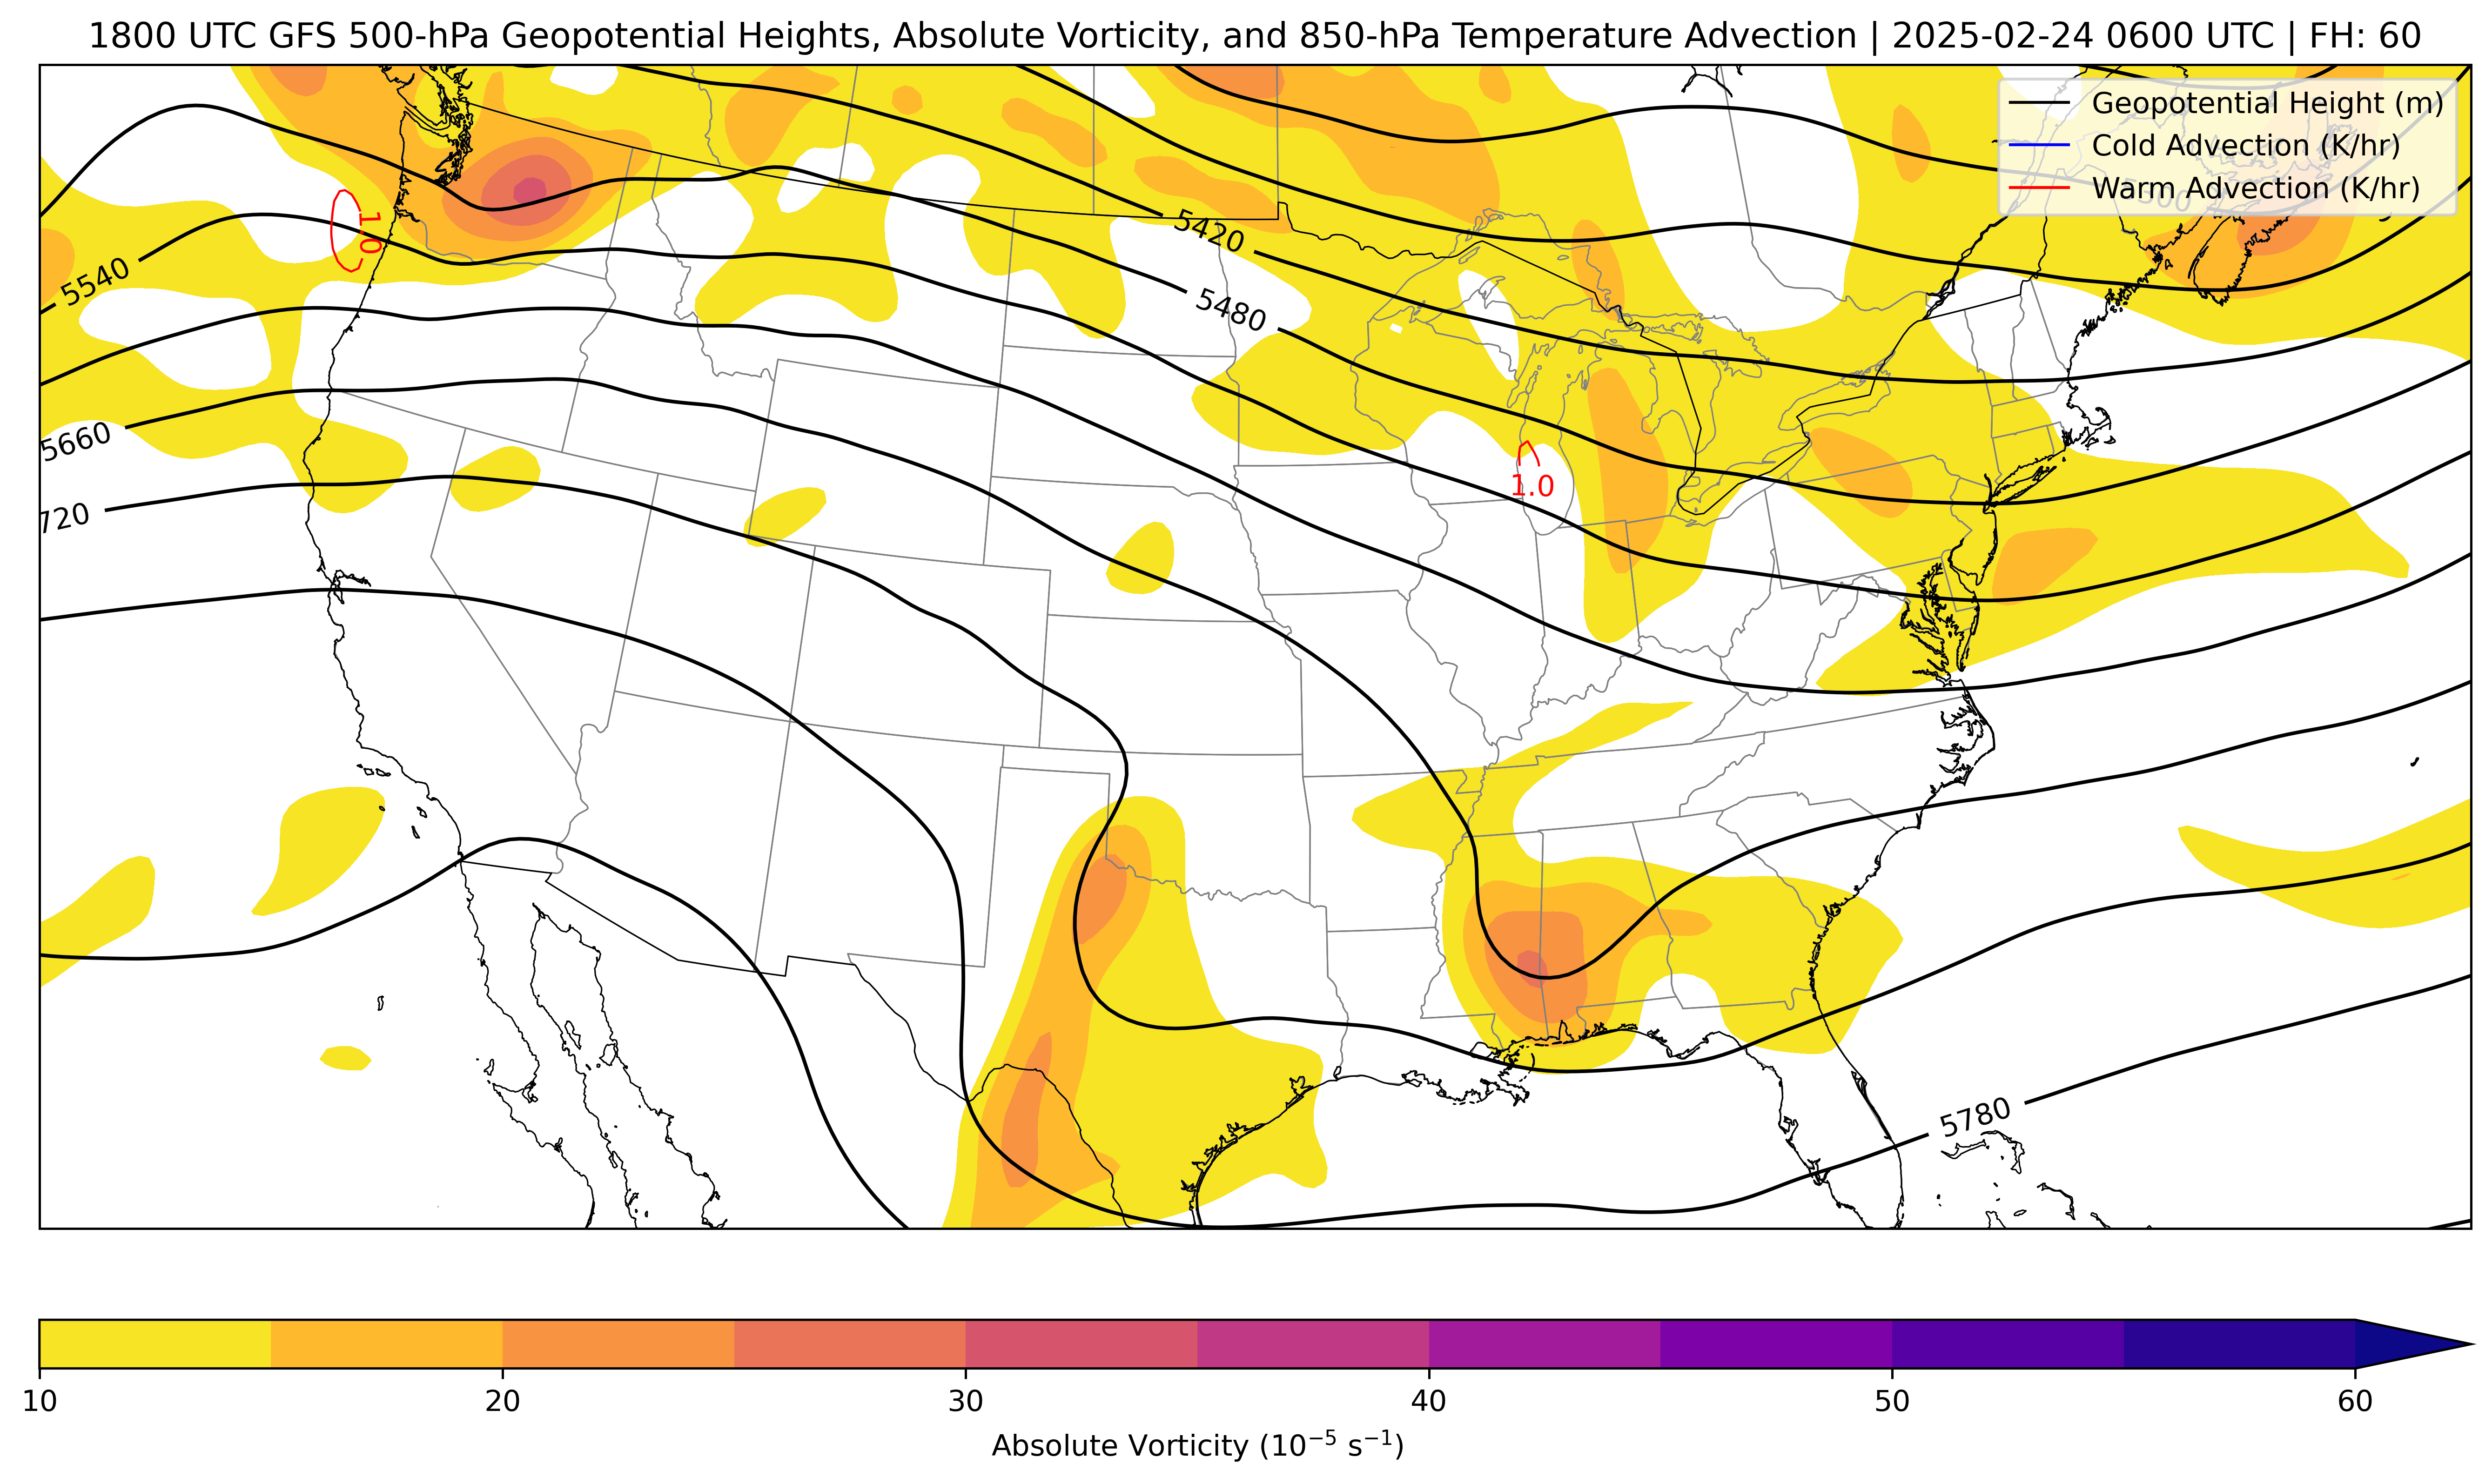 1800 UTC GFS 500-hPa Geopotential Heights, Absolute Vorticity, and 850-hPa Temperature Advection | 2025-02-24 0600 UTC | FH: 60
Geopotential Height (m)
Cold Advection (K/hr)
Warm Advection (K/hr)
1.0
5420
5540
5480
5660
1.0
720
5780
10 20 30 40 50 60
Absolute Vorticity (10⁻⁵ s⁻¹)